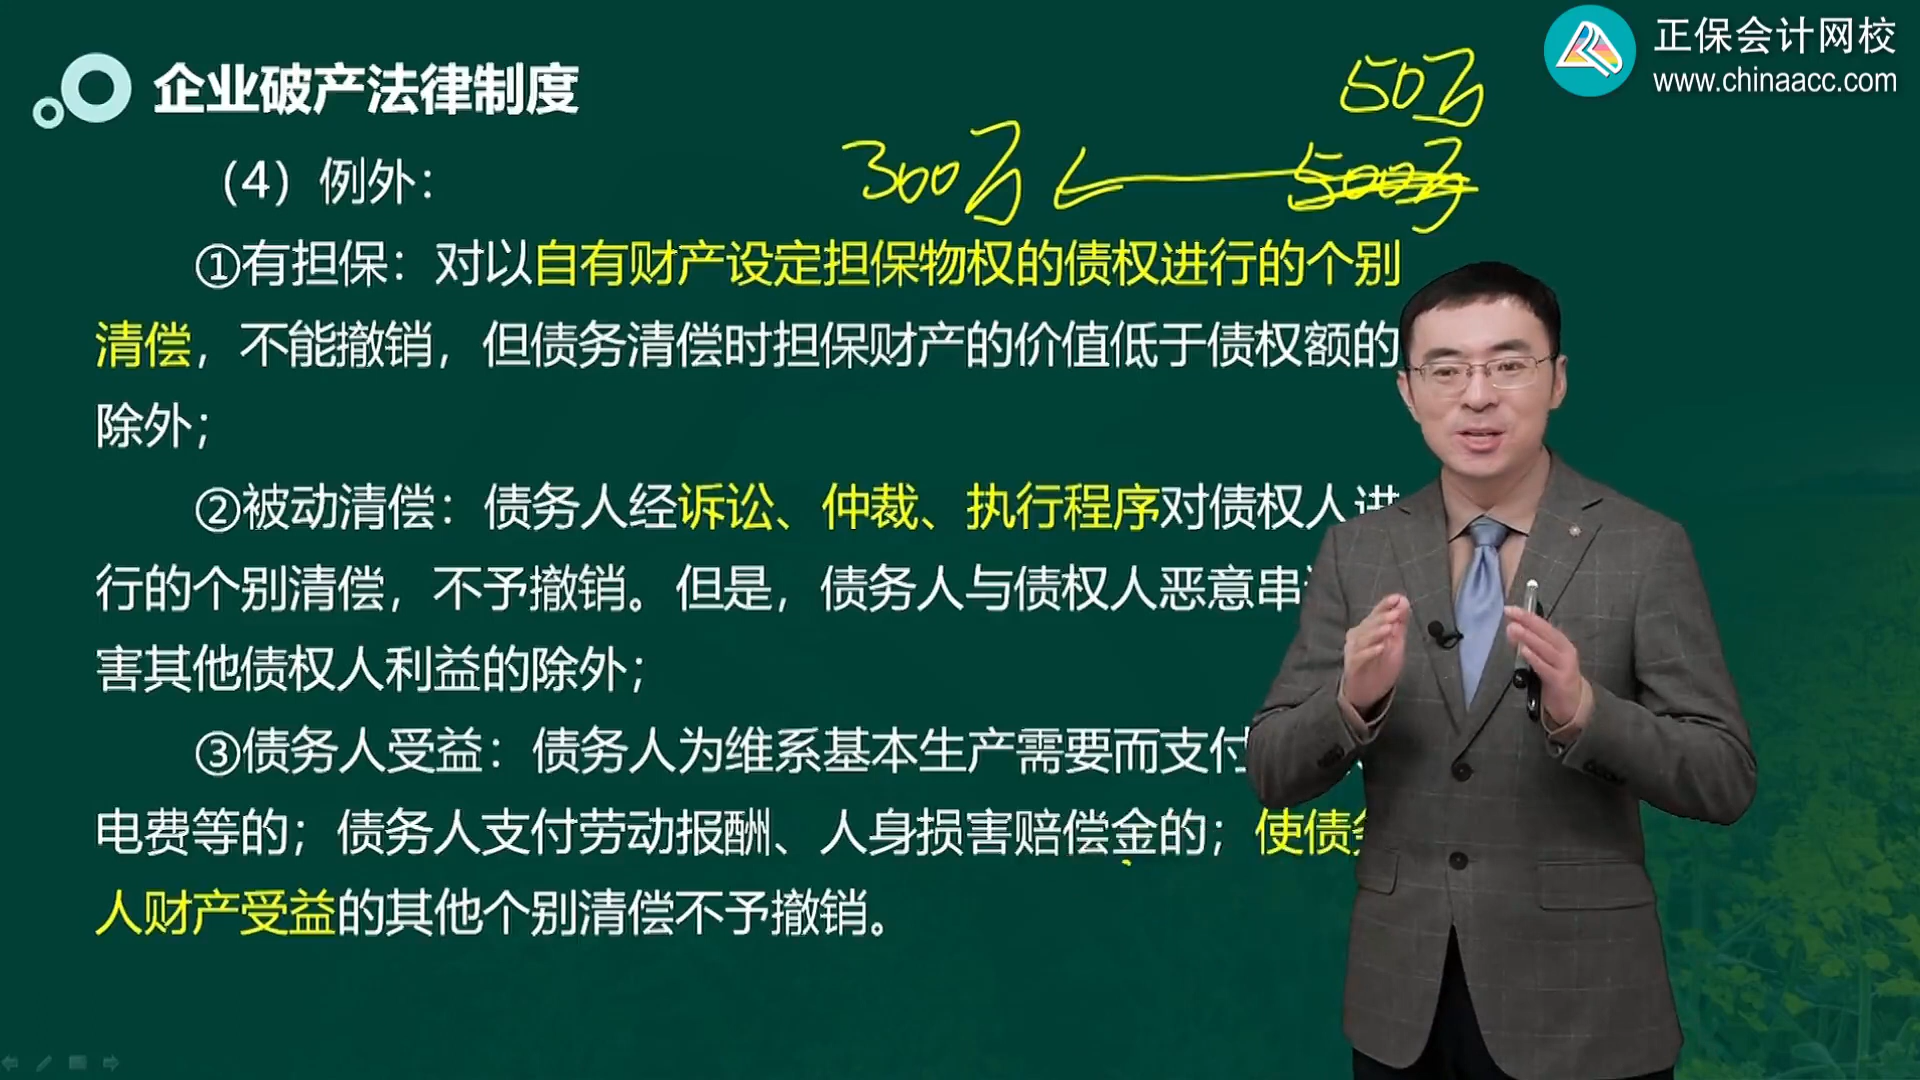 正保会计网校
www.chinaacc.com
企业破产法律制度
50万
300万
500万
（4）例外：
①有担保：对以自有财产设定担保物权的债权进行的个别
清偿，不能撤销，但债务清偿时担保财产的价值低于债权额的
除外；
②被动清偿：债务人经诉讼、仲裁、执行程序对债权人进
行的个别清偿，不予撤销。但是，债务人与债权人恶意串
害其他债权人利益的除外；
③债务人受益：债务人为维系基本生产需要而支付
电费等的；债务人支付劳动报酬、人身损害赔偿金的；使债务
人财产受益的其他个别清偿不予撤销。